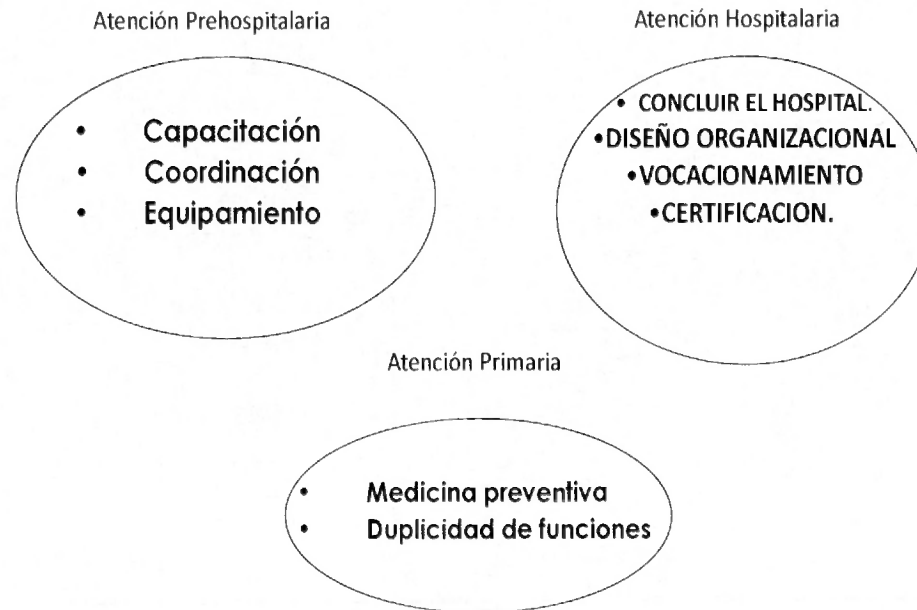 Atención Prehospitalaria
• Capacitación
• Coordinación
• Equipamiento
Atención Hospitalaria
• CONCLUIR EL HOSPITAL.
•DISEÑO ORGANIZACIONAL
•VOCACIONAMIENTO
•CERTIFICACION.
Atención Primaria
• Medicina preventiva
• Duplicidad de funciones